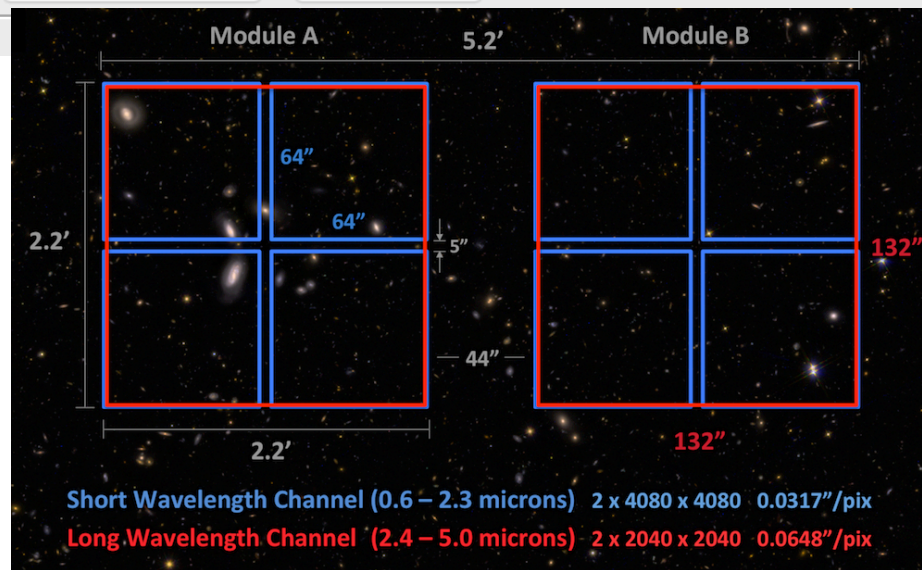 Module A
5.2’
Module B
64”
64”
2.2’
5”
132”
44”
132”
2.2’
Short Wavelength Channel (0.6 – 2.3 microns) 2 x 4080 x 4080 0.0317”/pix
Long Wavelength Channel (2.4 – 5.0 microns) 2 x 2040 x 2040 0.0648”/pix